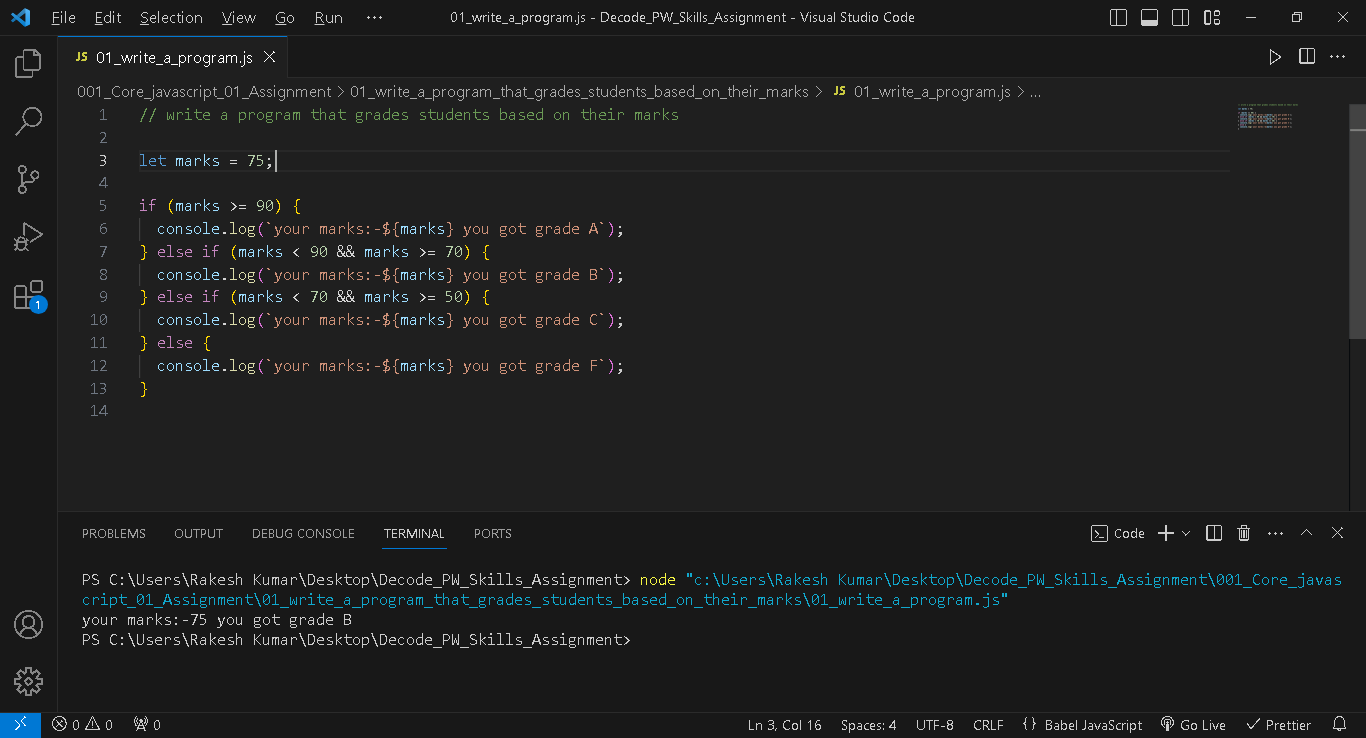 File Edit Selection View Go Run ··· 01_write_a_program.js - Decode_PW_Skills_Assignment - Visual Studio Code
JS 01_write_a_program.js
001_Core_javascript_01_Assignment > 01_write_a_program_that_grades_students_based_on_their_marks > JS 01_write_a_program.js > ...
1 // write a program that grades students based on their marks
2
3 let marks = 75;
4
5 if (marks >= 90) {
6 console.log(`your marks:-${marks} you got grade A`);
7 } else if (marks < 90 && marks >= 70) {
8 console.log(`your marks:-${marks} you got grade B`);
9 } else if (marks < 70 && marks >= 50) {
10 console.log(`your marks:-${marks} you got grade C`);
11 } else {
12 console.log(`your marks:-${marks} you got grade F`);
13 }
14
1
PROBLEMS OUTPUT DEBUG CONSOLE TERMINAL PORTS Code
PS C:\Users\Rakesh Kumar\Desktop\Decode_PW_Skills_Assignment> node "c:\Users\Rakesh Kumar\Desktop\Decode_PW_Skills_Assignment\001_Core_javas
cript_01_Assignment\01_write_a_program_that_grades_students_based_on_their_marks\01_write_a_program.js"
your marks:-75 you got grade B
PS C:\Users\Rakesh Kumar\Desktop\Decode_PW_Skills_Assignment>
0 0 0 Ln 3, Col 16 Spaces: 4 UTF-8 CRLF {} Babel JavaScript Go Live Prettier